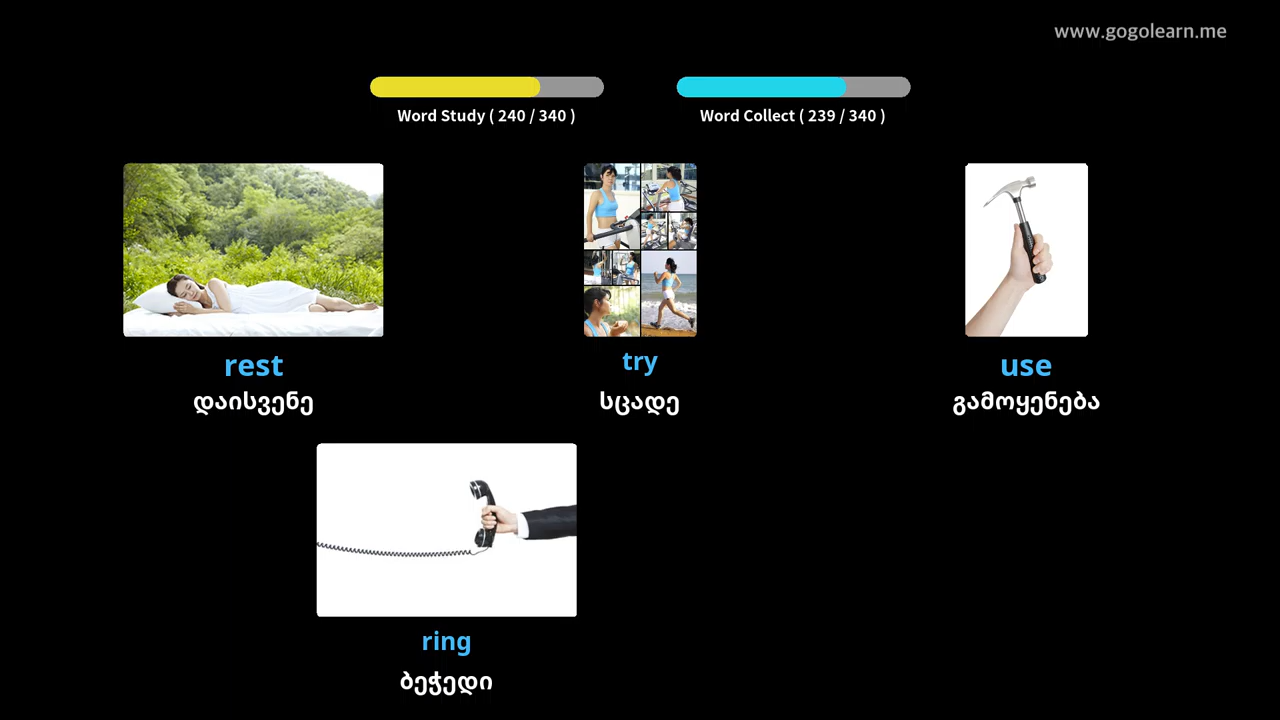 www.gogolearn.me
Word Study ( 240 / 340 )
Word Collect ( 239 / 340 )
rest
დაისვენე
try
სცადე
use
გამოყენება
ring
ბეჭედი